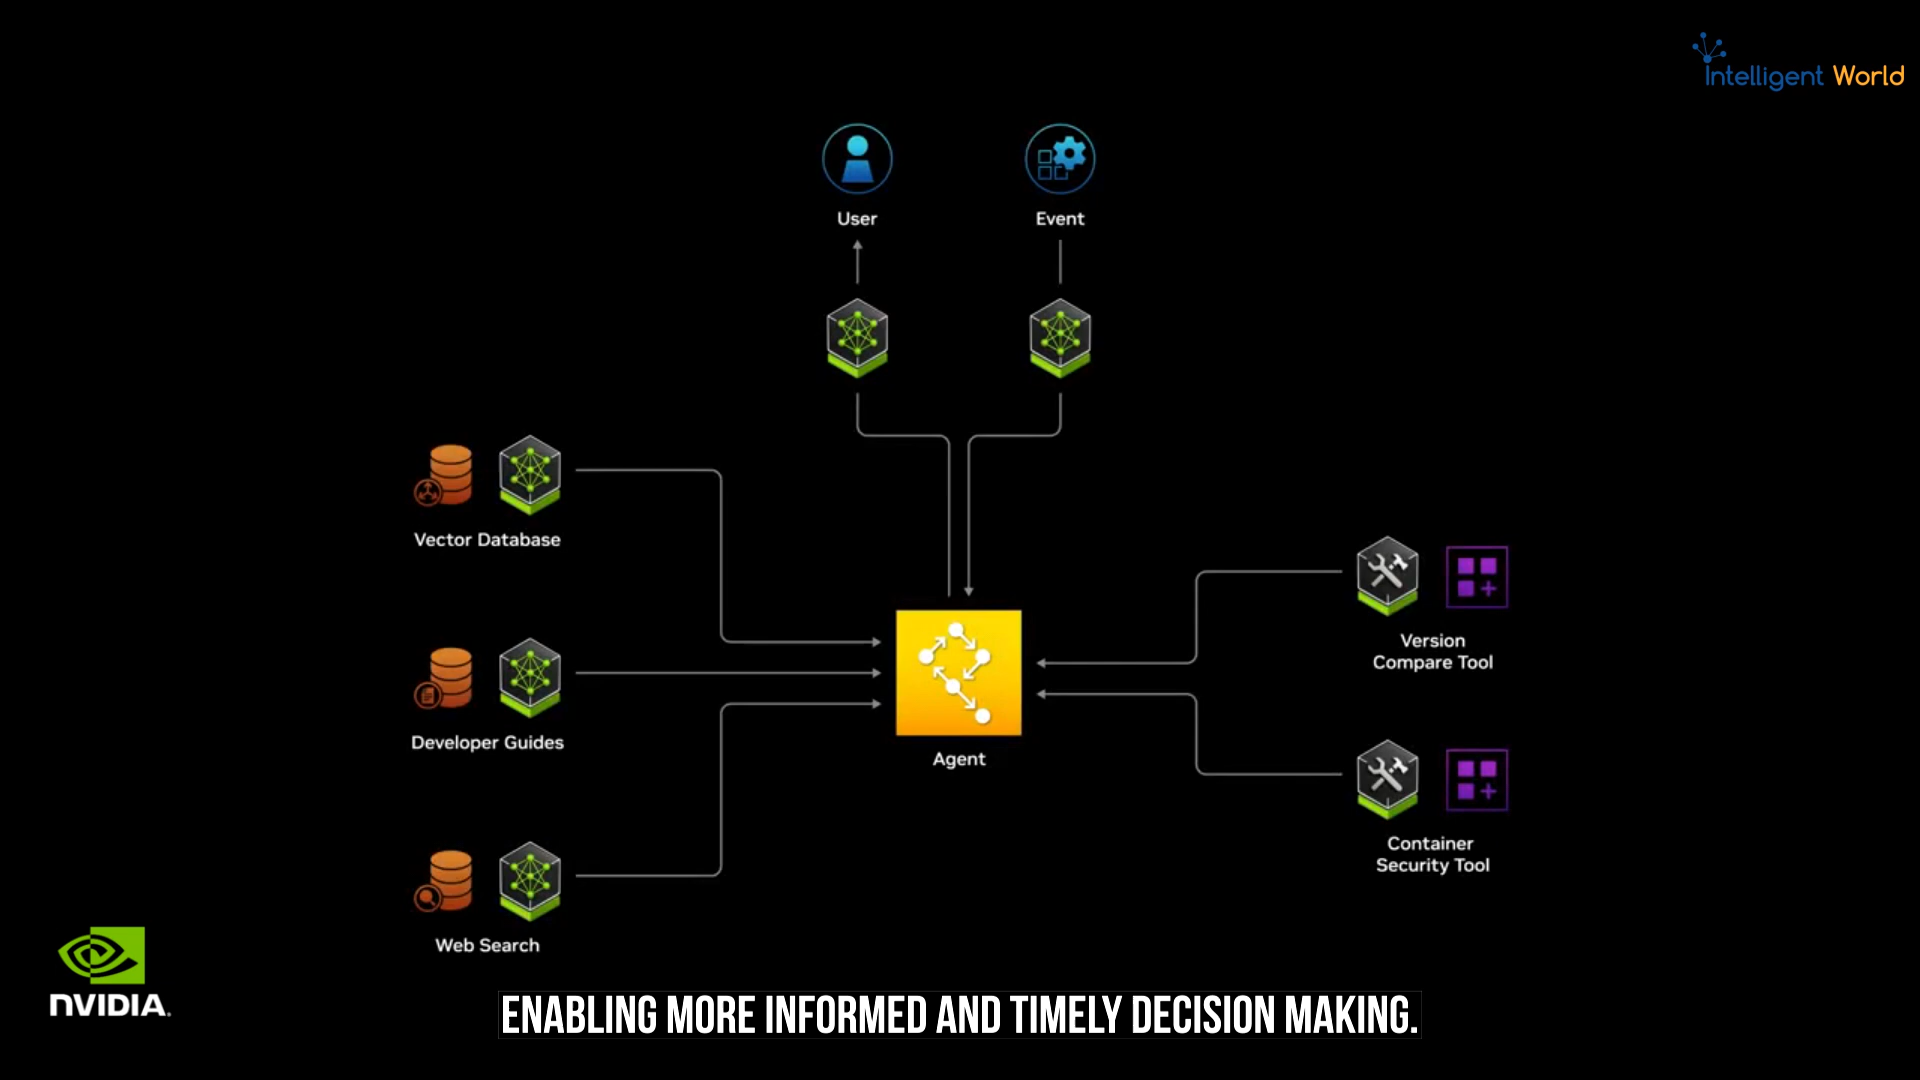 Intelligent World
User
Event
Vector Database
Developer Guides
Web Search
Agent
Version
Compare Tool
Container
Security Tool
NVIDIA.
ENABLING MORE INFORMED AND TIMELY DECISION MAKING.